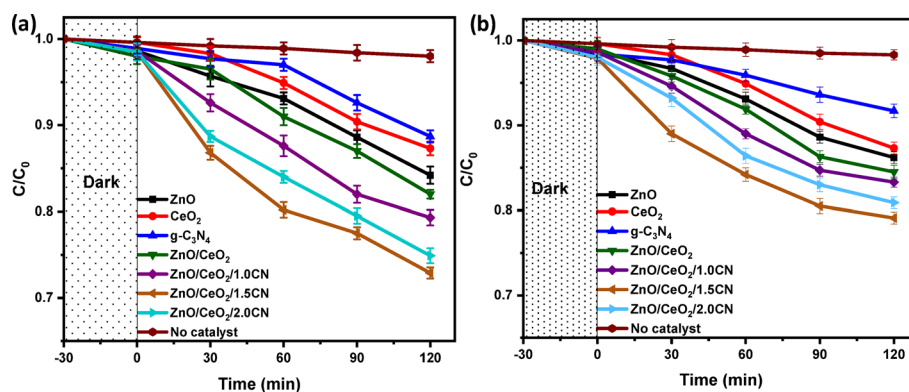 (a)
C/C0
1.0
0.9
0.8
0.7
Dark
ZnO
CeO2
g-C3N4
ZnO/CeO2
ZnO/CeO2/1.0CN
ZnO/CeO2/1.5CN
ZnO/CeO2/2.0CN
No catalyst
-30 0 30 60 90 120
Time (min)
(b)
C/C0
1.0
0.9
0.8
0.7
Dark
ZnO
CeO2
g-C3N4
ZnO/CeO2
ZnO/CeO2/1.0CN
ZnO/CeO2/1.5CN
ZnO/CeO2/2.0CN
No catalyst
-30 0 30 60 90 120
Time (min)